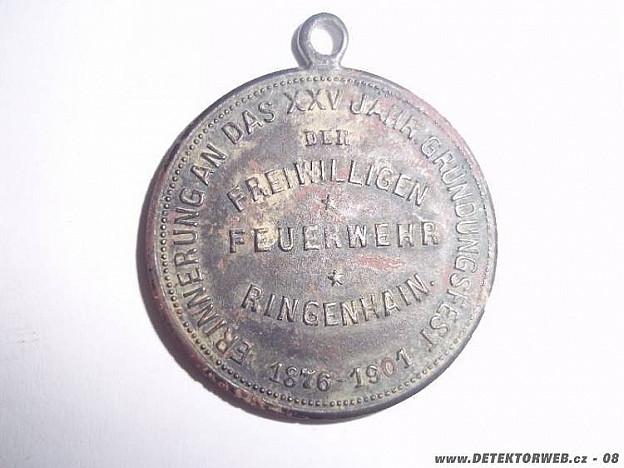 ERINNERUNG AN DAS XXV JAHR. GRÜNDUNGSFEST
DER
FREIWILLIGEN
FEUERWEHR
RINGENHAIN.
1876-1901
www.DETEKTORWEB.cz - 08